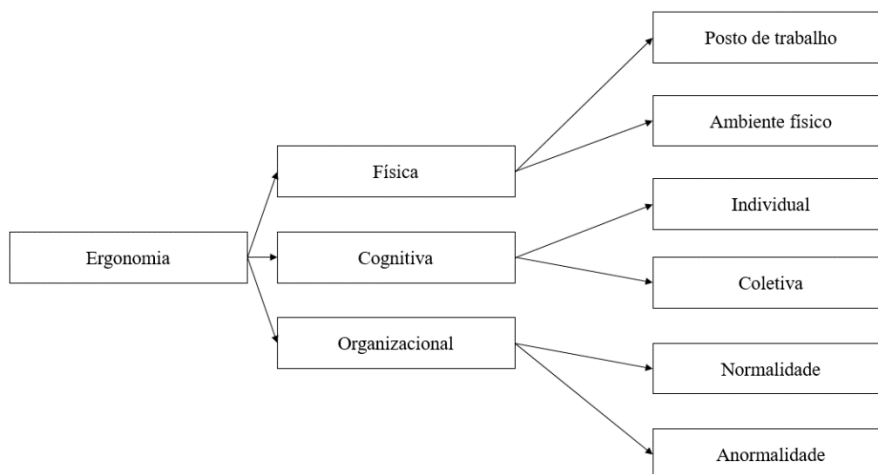 Posto de trabalho
Ambiente físico
Física
Individual
Ergonomia
Cognitiva
Coletiva
Organizacional
Normalidade
Anormalidade